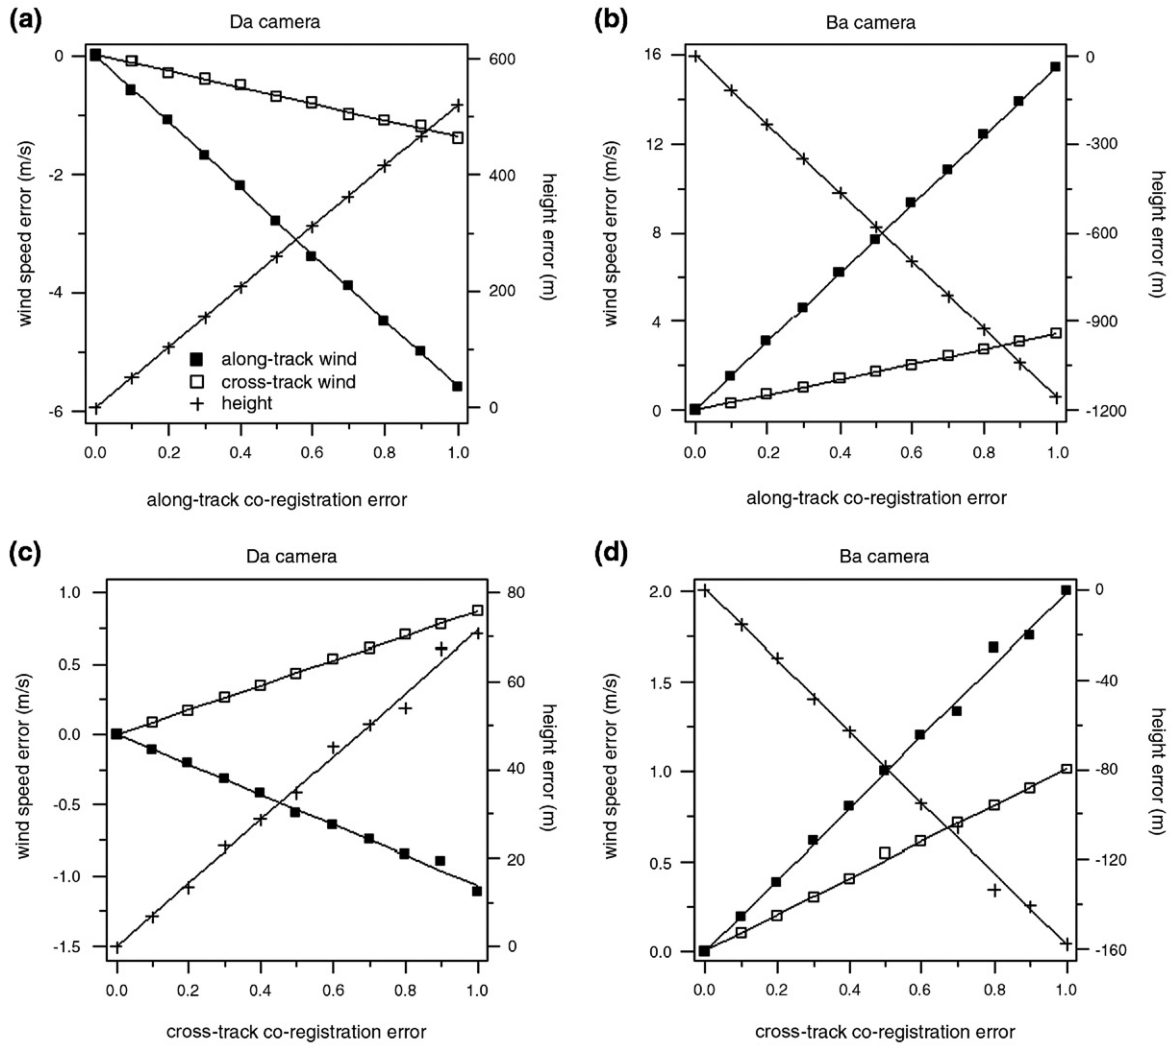 (a)
Da camera
0
-2
-4
-6
wind speed error (m/s)
600
400
200
0
height error (m)
along-track wind
cross-track wind
height
0.0 0.2 0.4 0.6 0.8 1.0
along-track co-registration error
(b)
Ba camera
16
12
8
4
0
wind speed error (m/s)
0
-300
-600
-900
-1200
height error (m)
0.0 0.2 0.4 0.6 0.8 1.0
along-track co-registration error
(c)
Da camera
1.0
0.5
0.0
-0.5
-1.0
-1.5
wind speed error (m/s)
80
60
40
20
0
height error (m)
0.0 0.2 0.4 0.6 0.8 1.0
cross-track co-registration error
(d)
Ba camera
2.0
1.5
1.0
0.5
0.0
wind speed error (m/s)
0
-40
-80
-120
-160
height error (m)
0.0 0.2 0.4 0.6 0.8 1.0
cross-track co-registration error